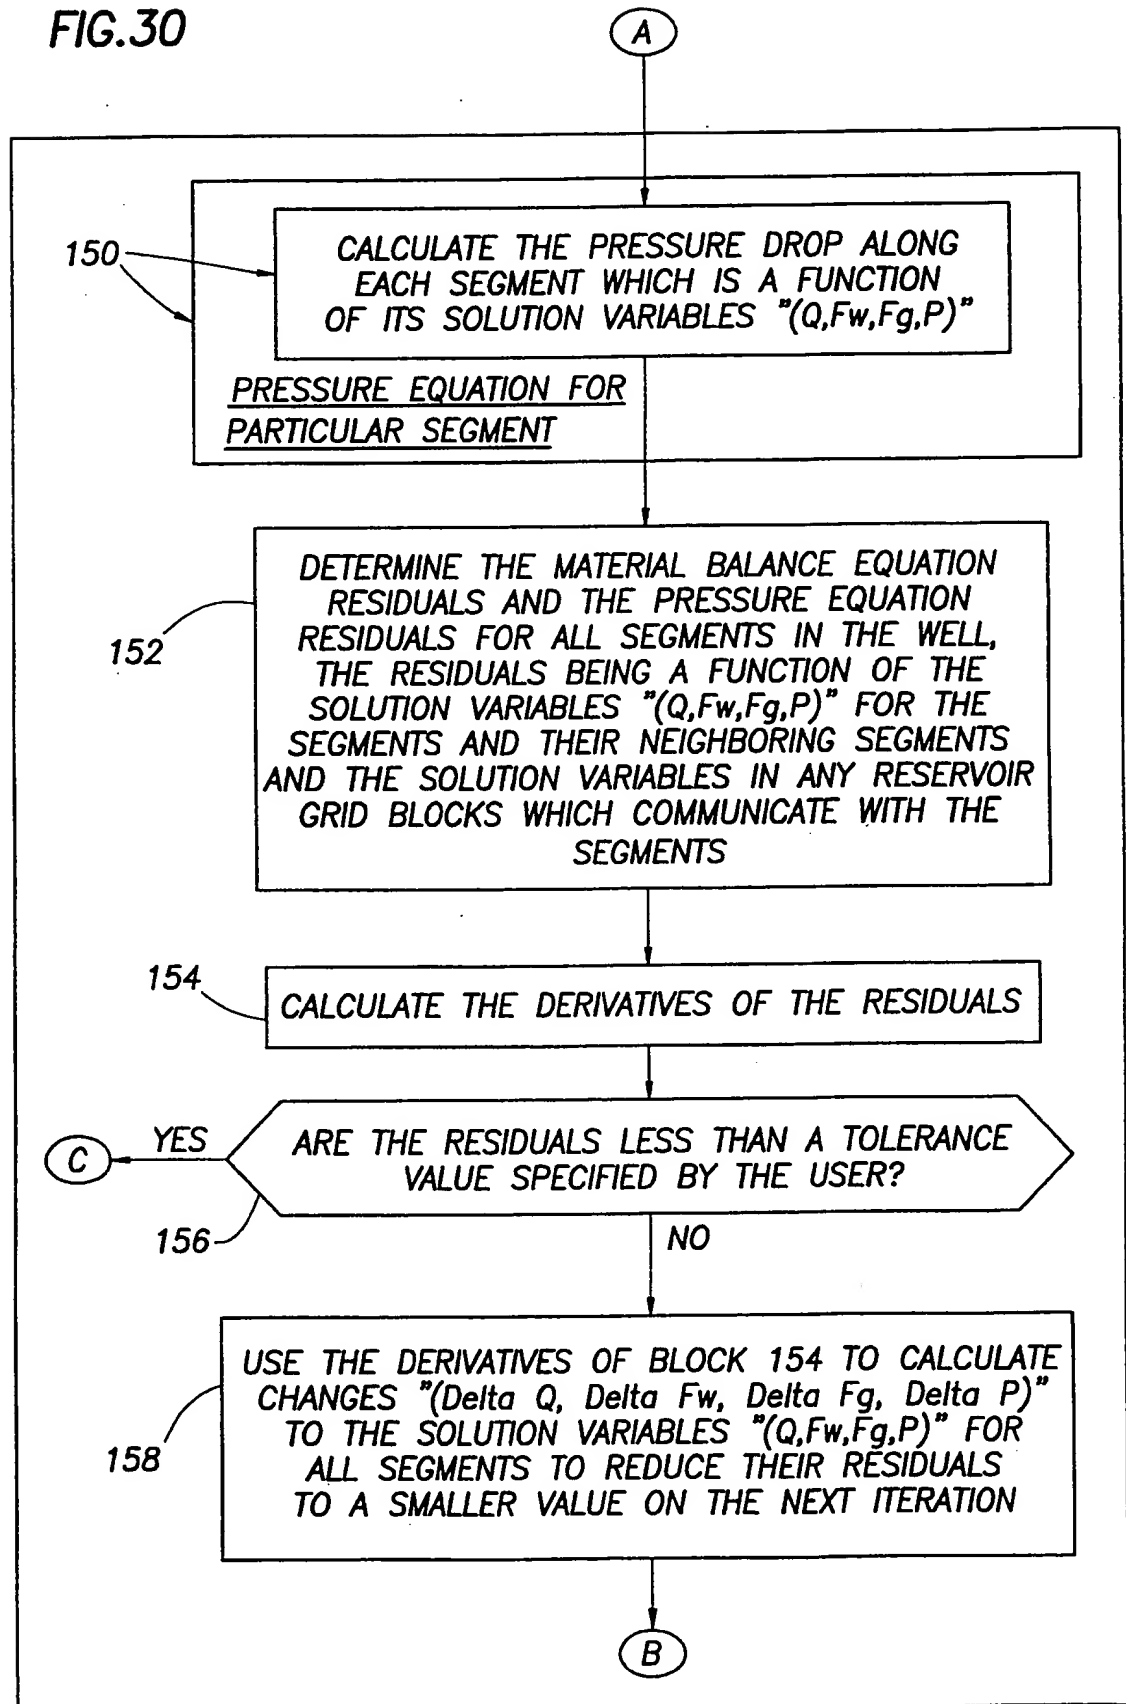 FIG.30
A
150
CALCULATE THE PRESSURE DROP ALONG
EACH SEGMENT WHICH IS A FUNCTION
OF ITS SOLUTION VARIABLES "(Q,Fw,Fg,P)"
PRESSURE EQUATION FOR
PARTICULAR SEGMENT
152
DETERMINE THE MATERIAL BALANCE EQUATION
RESIDUALS AND THE PRESSURE EQUATION
RESIDUALS FOR ALL SEGMENTS IN THE WELL,
THE RESIDUALS BEING A FUNCTION OF THE
SOLUTION VARIABLES "(Q,Fw,Fg,P)" FOR THE
SEGMENTS AND THEIR NEIGHBORING SEGMENTS
AND THE SOLUTION VARIABLES IN ANY RESERVOIR
GRID BLOCKS WHICH COMMUNICATE WITH THE
SEGMENTS
154
CALCULATE THE DERIVATIVES OF THE RESIDUALS
C
YES
ARE THE RESIDUALS LESS THAN A TOLERANCE
VALUE SPECIFIED BY THE USER?
156
NO
158
USE THE DERIVATIVES OF BLOCK 154 TO CALCULATE
CHANGES "(Delta Q, Delta Fw, Delta Fg, Delta P)"
TO THE SOLUTION VARIABLES "(Q,Fw,Fg,P)" FOR
ALL SEGMENTS TO REDUCE THEIR RESIDUALS
TO A SMALLER VALUE ON THE NEXT ITERATION
B